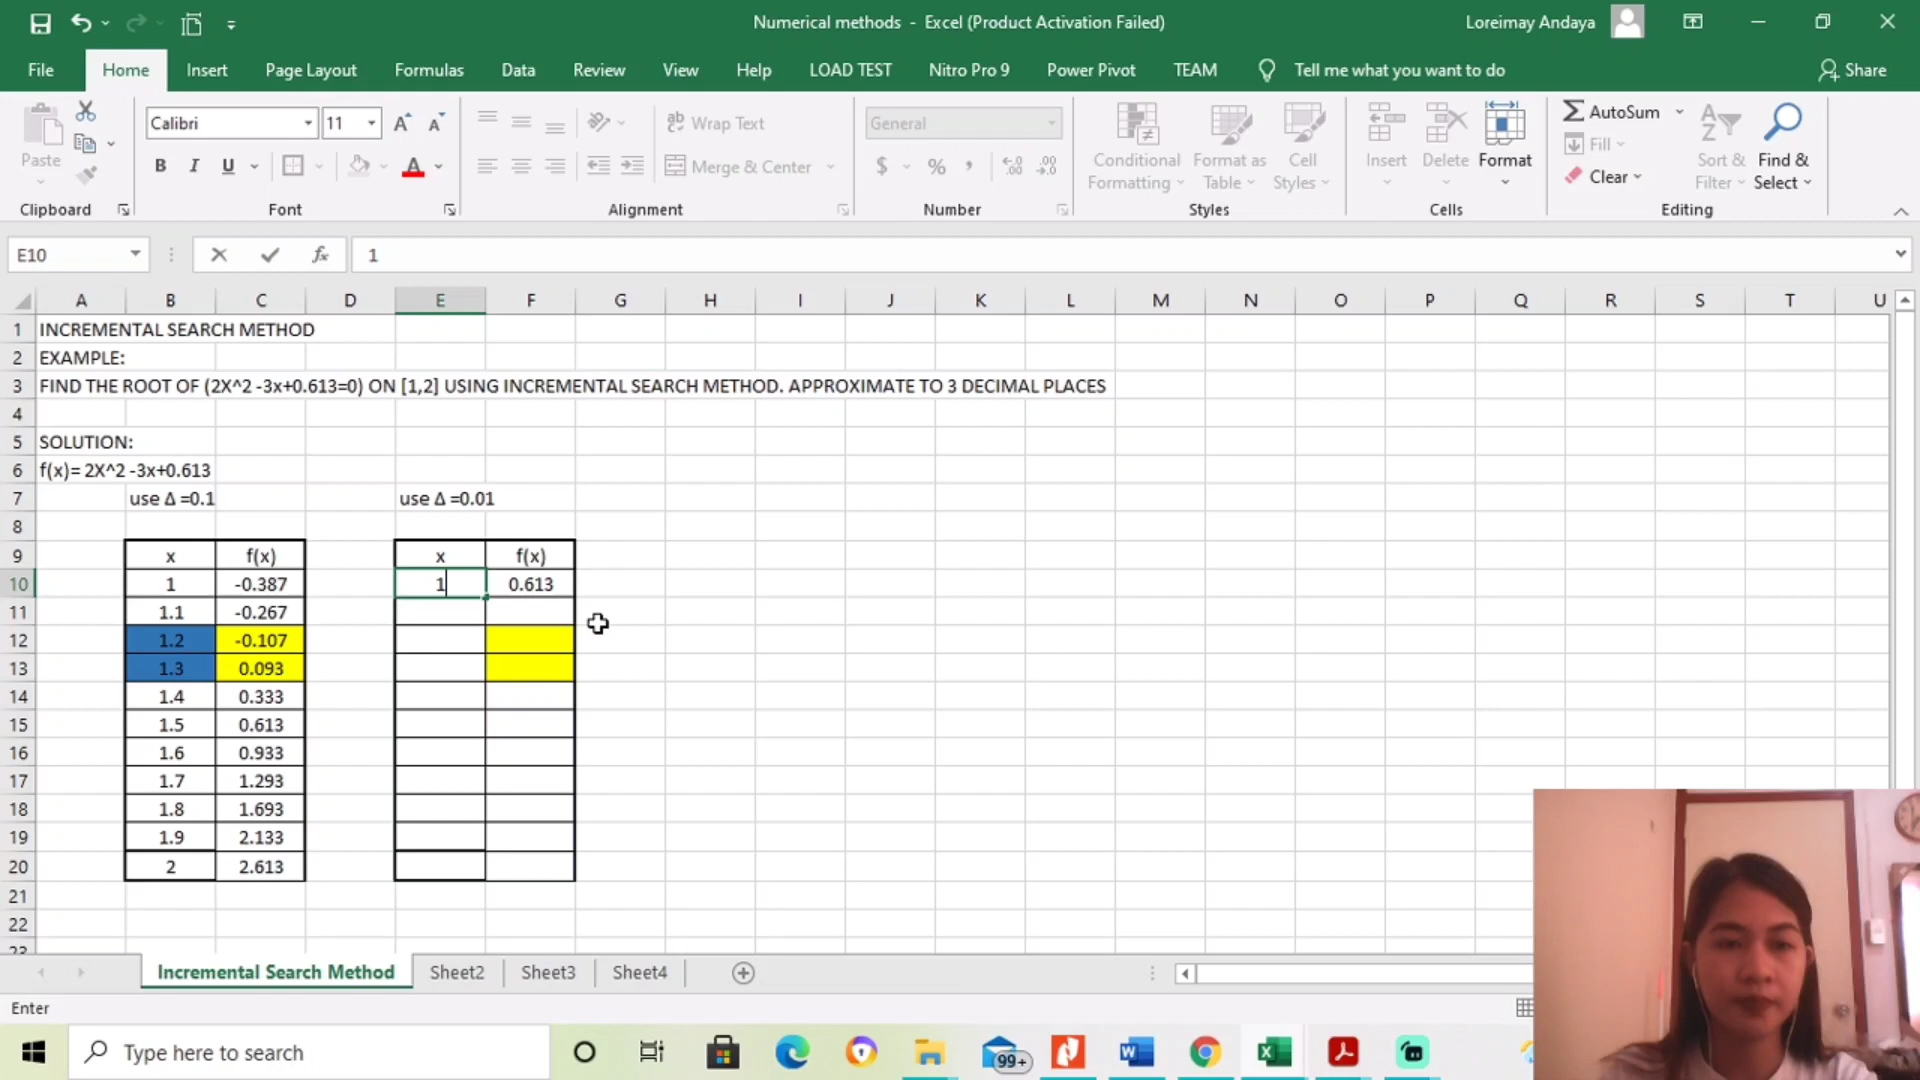 Numerical methods - Excel (Product Activation Failed)
Loreimay Andaya
File Home Insert Page Layout Formulas Data Review View Help LOAD TEST Nitro Pro 9 Power Pivot TEAM Tell me what you want to do Share
Calibri 11 Wrap Text General AutoSum
Fill
Paste B I U Merge & Center $ % , Conditional Formatting Format as Table Cell Styles Insert Delete Format Clear Sort & Filter Find & Select
Clipboard Font Alignment Number Styles Cells Editing
E10 fx 1
A B C D E F G H I J K L M N O P Q R S T U
1 INCREMENTAL SEARCH METHOD
2 EXAMPLE:
3 FIND THE ROOT OF (2X^2 -3x+0.613=0) ON [1,2] USING INCREMENTAL SEARCH METHOD. APPROXIMATE TO 3 DECIMAL PLACES
4
5 SOLUTION:
6 f(x)= 2X^2 -3x+0.613
7 use Δ =0.1 use Δ =0.01
8
9 x f(x) x f(x)
10 1 -0.387 1 0.613
11 1.1 -0.267
12 1.2 -0.107
13 1.3 0.093
14 1.4 0.333
15 1.5 0.613
16 1.6 0.933
17 1.7 1.293
18 1.8 1.693
19 1.9 2.133
20 2 2.613
21
22
23
Incremental Search Method Sheet2 Sheet3 Sheet4
Enter
Type here to search
99+